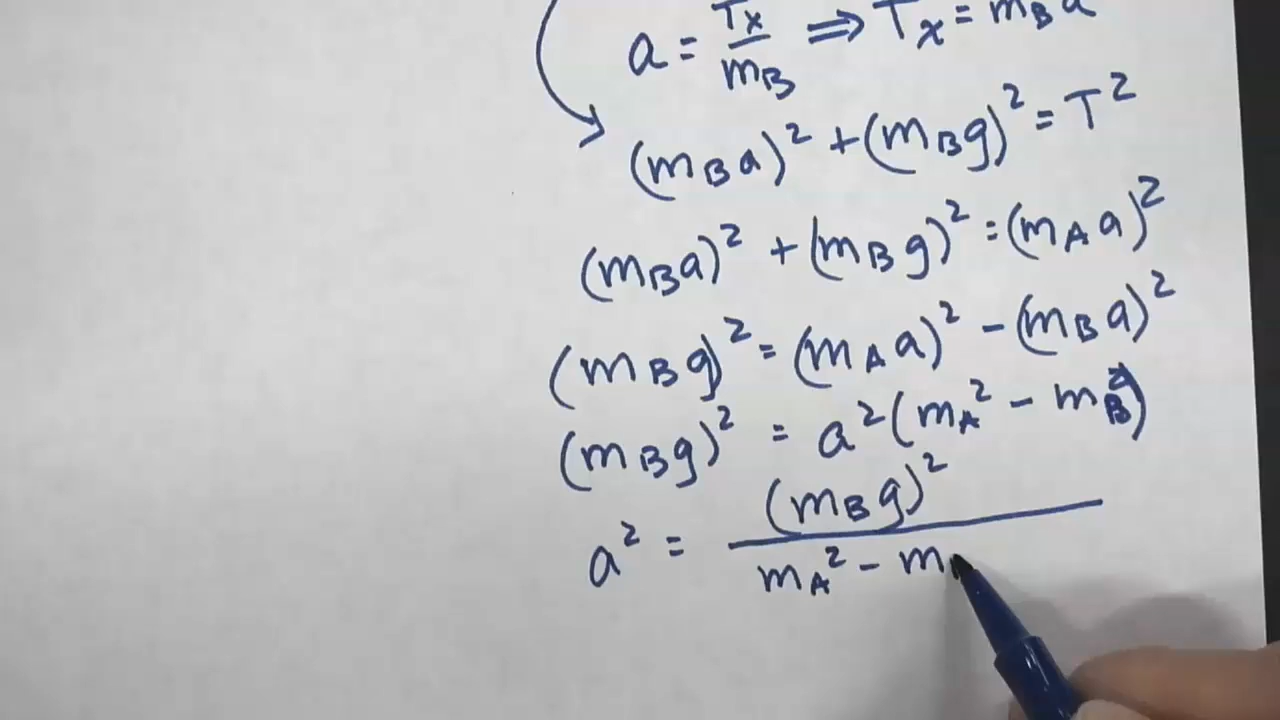 a = Tx/mB ⇒ Tx = mB a
(mB a)² + (mB g)² = T²
(mB a)² + (mB g)² = (mA a)²
(mB g)² = (mA a)² - (mB a)²
(mB g)² = a² (mA² - mB²)
a² = (mB g)² / mA² - m